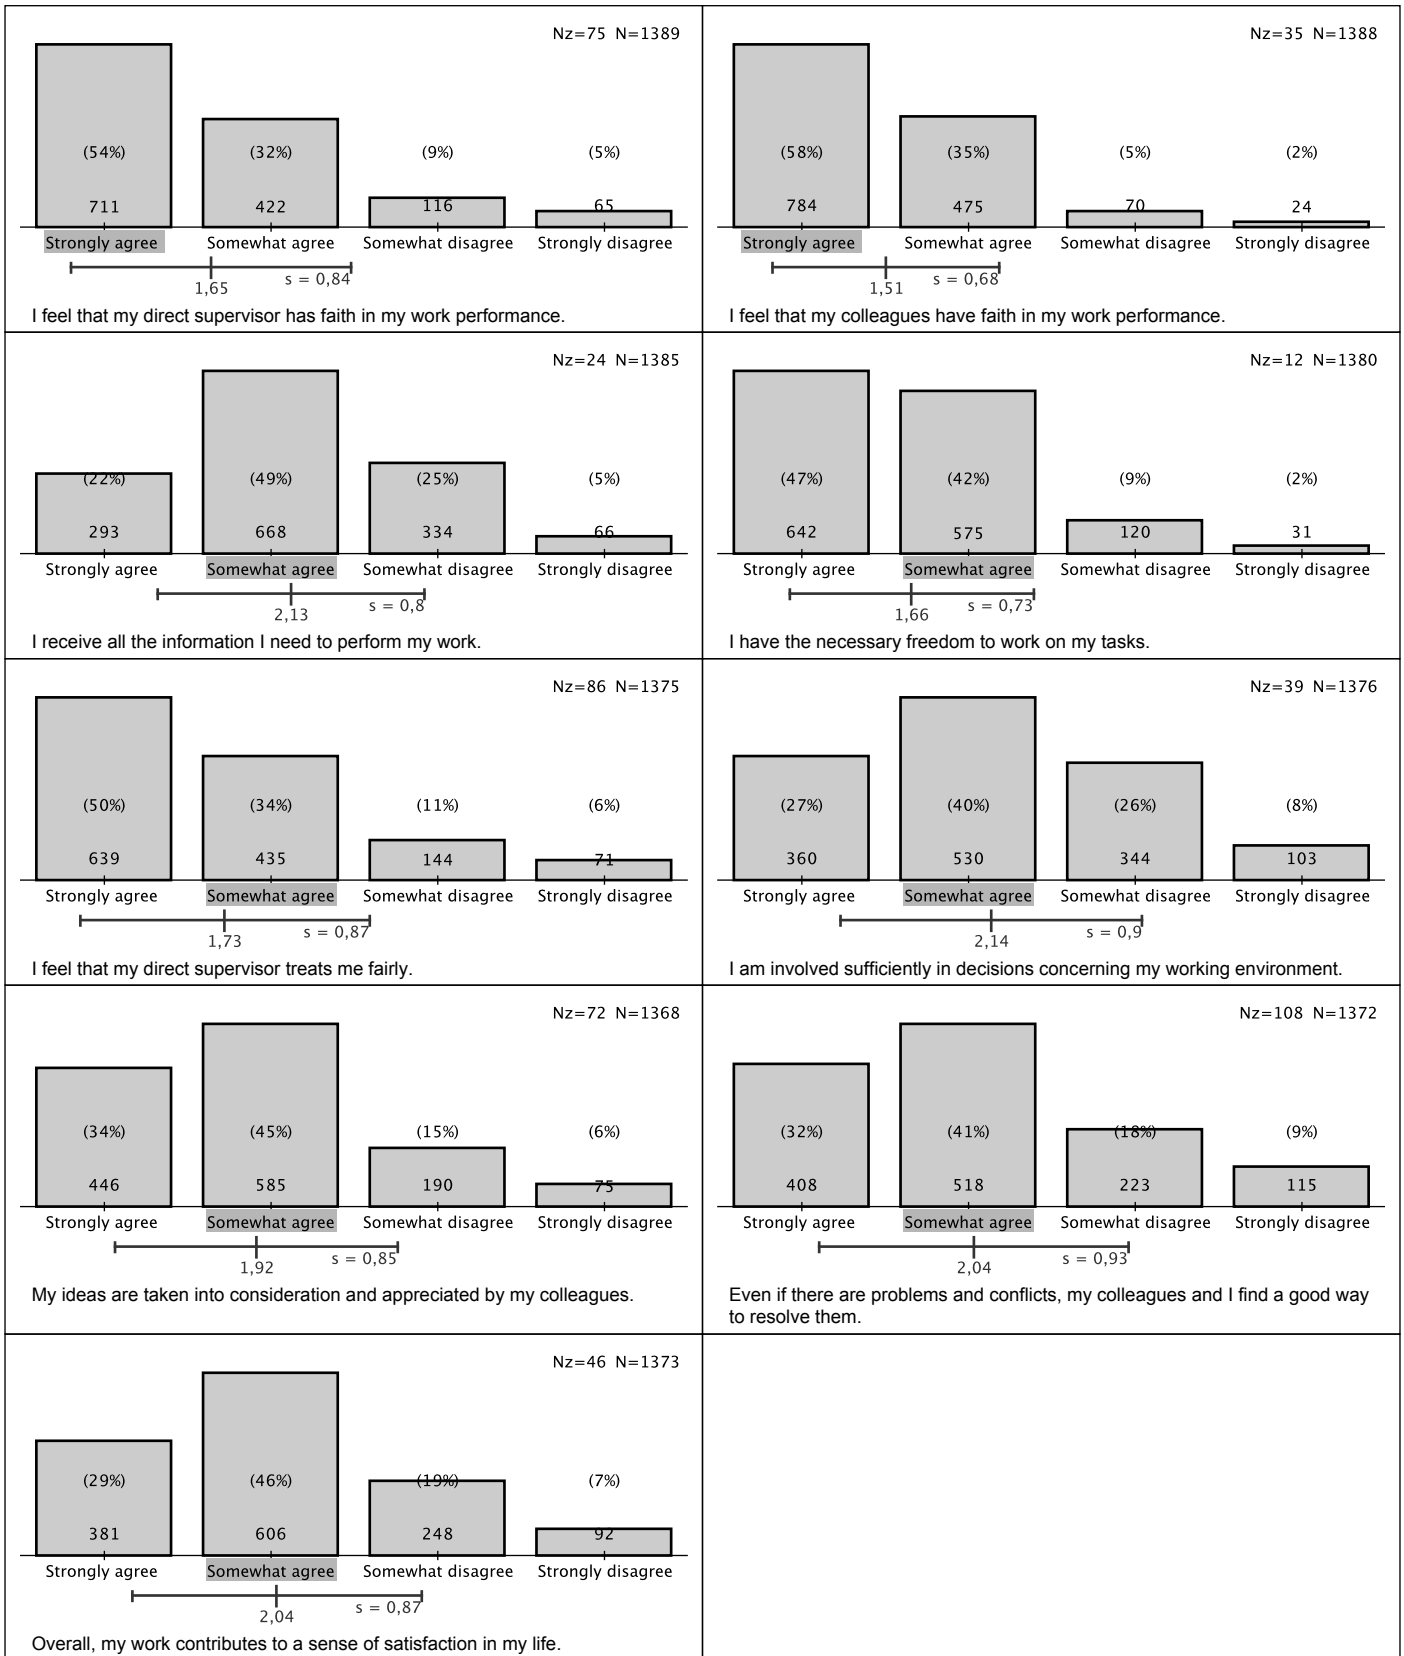 Nz=75 N=1389
(54%) (32%) (9%) (5%)
711 422 116 65
Strongly agree Somewhat agree Somewhat disagree Strongly disagree
s = 0,84
1,65
I feel that my direct supervisor has faith in my work performance.
Nz=35 N=1388
(58%) (35%) (5%) (2%)
784 475 70 24
Strongly agree Somewhat agree Somewhat disagree Strongly disagree
s = 0,68
1,51
I feel that my colleagues have faith in my work performance.
Nz=24 N=1385
(22%) (49%) (25%) (5%)
293 668 334 66
Strongly agree Somewhat agree Somewhat disagree Strongly disagree
s = 0,8
2,13
I receive all the information I need to perform my work.
Nz=12 N=1380
(47%) (42%) (9%) (2%)
642 575 120 31
Strongly agree Somewhat agree Somewhat disagree Strongly disagree
s = 0,73
1,66
I have the necessary freedom to work on my tasks.
Nz=86 N=1375
(50%) (34%) (11%) (6%)
639 435 144 71
Strongly agree Somewhat agree Somewhat disagree Strongly disagree
s = 0,87
1,73
I feel that my direct supervisor treats me fairly.
Nz=39 N=1376
(27%) (40%) (26%) (8%)
360 530 344 103
Strongly agree Somewhat agree Somewhat disagree Strongly disagree
s = 0,9
2,14
I am involved sufficiently in decisions concerning my working environment.
Nz=72 N=1368
(34%) (45%) (15%) (6%)
446 585 190 75
Strongly agree Somewhat agree Somewhat disagree Strongly disagree
s = 0,85
1,92
My ideas are taken into consideration and appreciated by my colleagues.
Nz=108 N=1372
(32%) (41%) (18%) (9%)
408 518 223 115
Strongly agree Somewhat agree Somewhat disagree Strongly disagree
s = 0,93
2,04
Even if there are problems and conflicts, my colleagues and I find a good way
to resolve them.
Nz=46 N=1373
(29%) (46%) (19%) (7%)
381 606 248 92
Strongly agree Somewhat agree Somewhat disagree Strongly disagree
s = 0,87
2,04
Overall, my work contributes to a sense of satisfaction in my life.